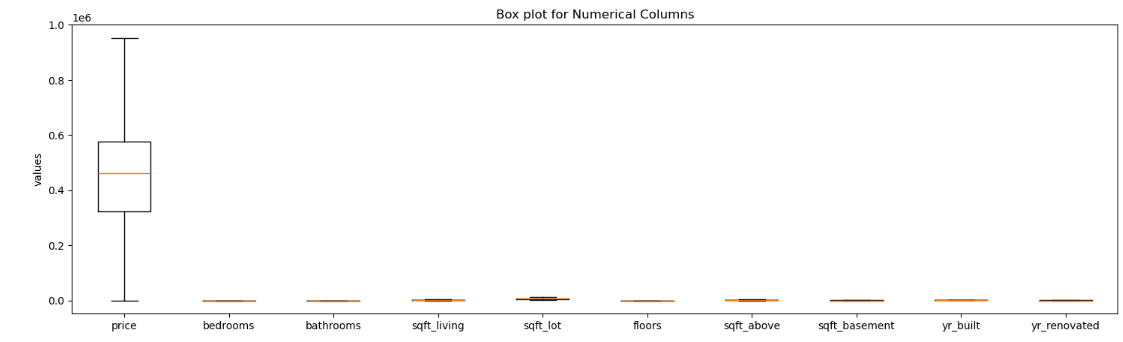 Box plot for Numerical Columns
1e6
1.0
0.8
0.6
0.4
0.2
0.0
values
price bedrooms bathrooms sqft_living sqft_lot floors sqft_above sqft_basement yr_built yr_renovated